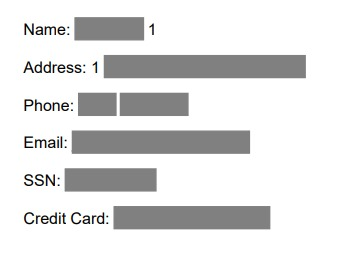 Name: 1
Address: 1
Phone:
Email:
SSN:
Credit Card: